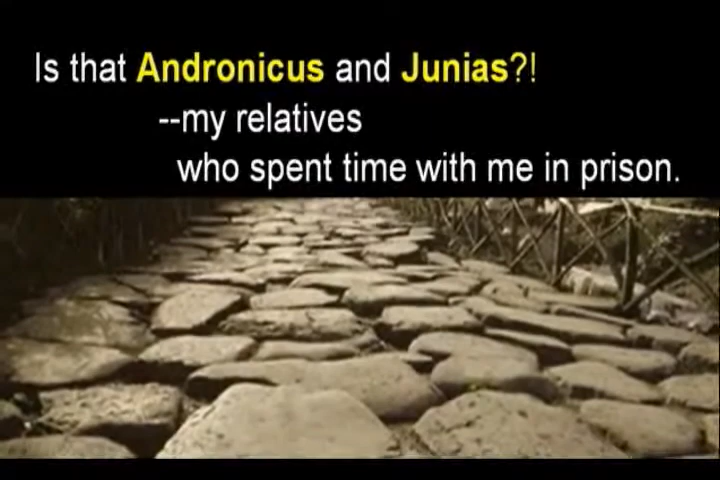 Is that Andronicus and Junias?!
--my relatives
who spent time with me in prison.